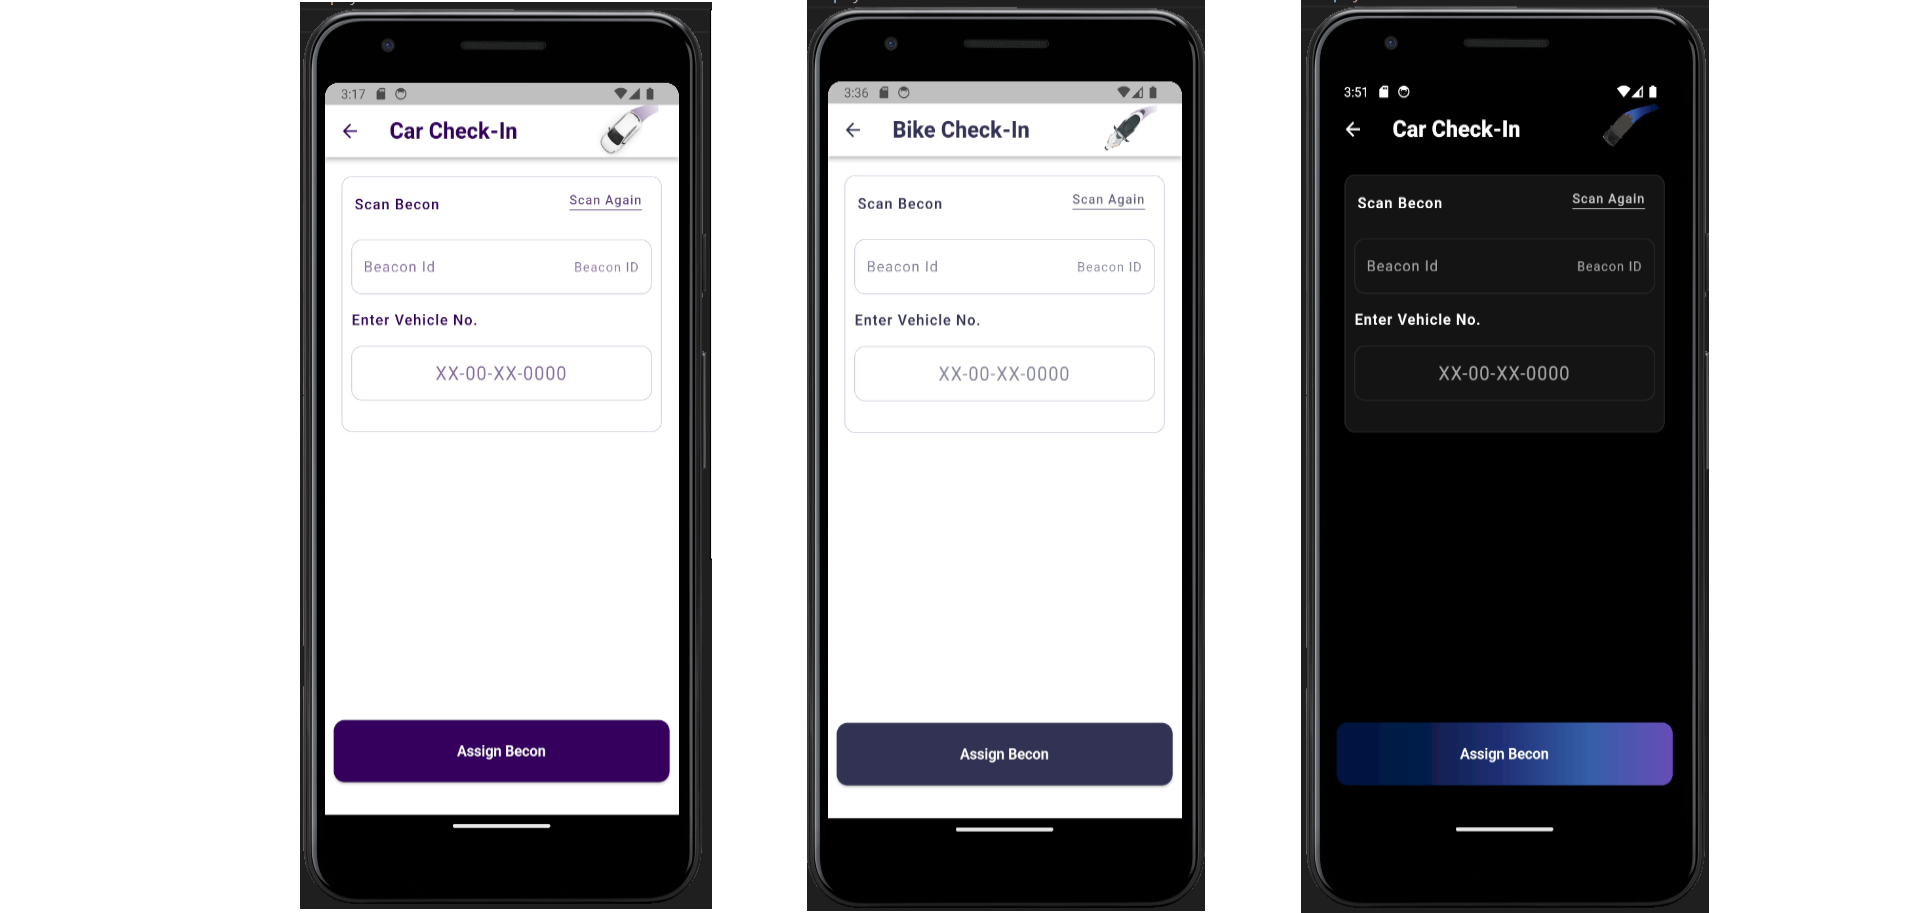 3:17
Car Check-In
Scan Becon
Scan Again
Beacon Id
Beacon ID
Enter Vehicle No.
XX-00-XX-0000
Assign Becon
3:36
Bike Check-In
Scan Becon
Scan Again
Beacon Id
Beacon ID
Enter Vehicle No.
XX-00-XX-0000
Assign Becon
3:51
Car Check-In
Scan Becon
Scan Again
Beacon Id
Beacon ID
Enter Vehicle No.
XX-00-XX-0000
Assign Becon